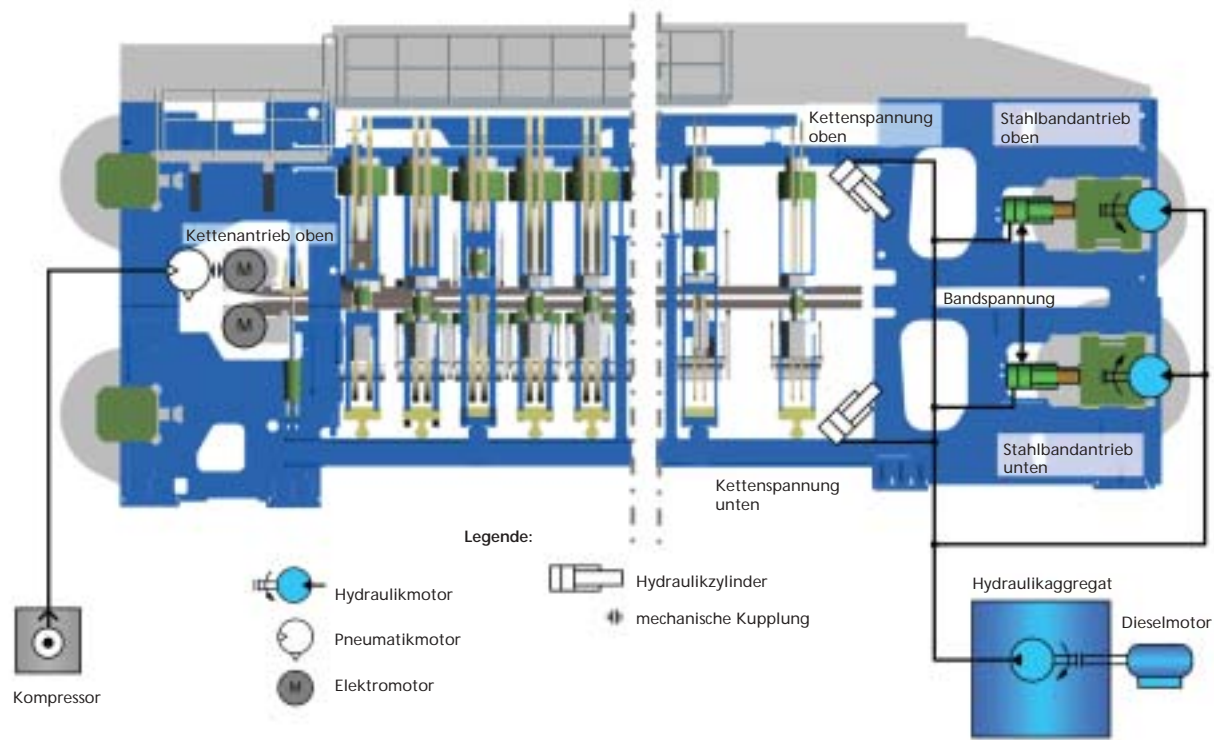 Kettenspannung
oben
Stahlbandantrieb
oben
Kettenantrieb oben
M
M
Bandspannung
Stahlbandantrieb
unten
Kettenspannung
unten
Legende:
Hydraulikmotor
Pneumatikmotor
M
Elektromotor
Hydraulikzylinder
mechanische Kupplung
Kompressor
Hydraulikaggregat
Dieselmotor